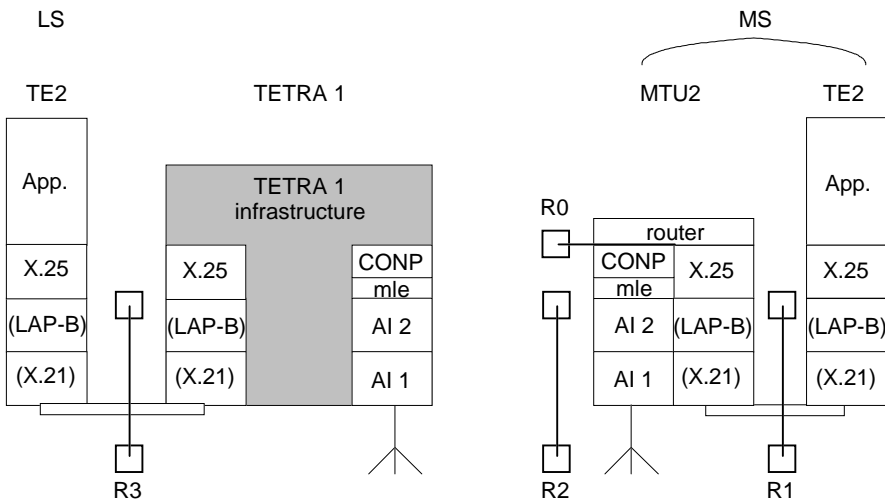 LS
MS
TE2
TETRA 1
MTU2
TE2
App.
TETRA 1
infrastructure
App.
R0
router
X.25
X.25
CONP
CONP
X.25
X.25
mle
mle
(LAP-B)
(LAP-B)
AI 2
AI 2
(LAP-B)
(LAP-B)
(X.21)
(X.21)
AI 1
AI 1
(X.21)
(X.21)
R3
R2
R1